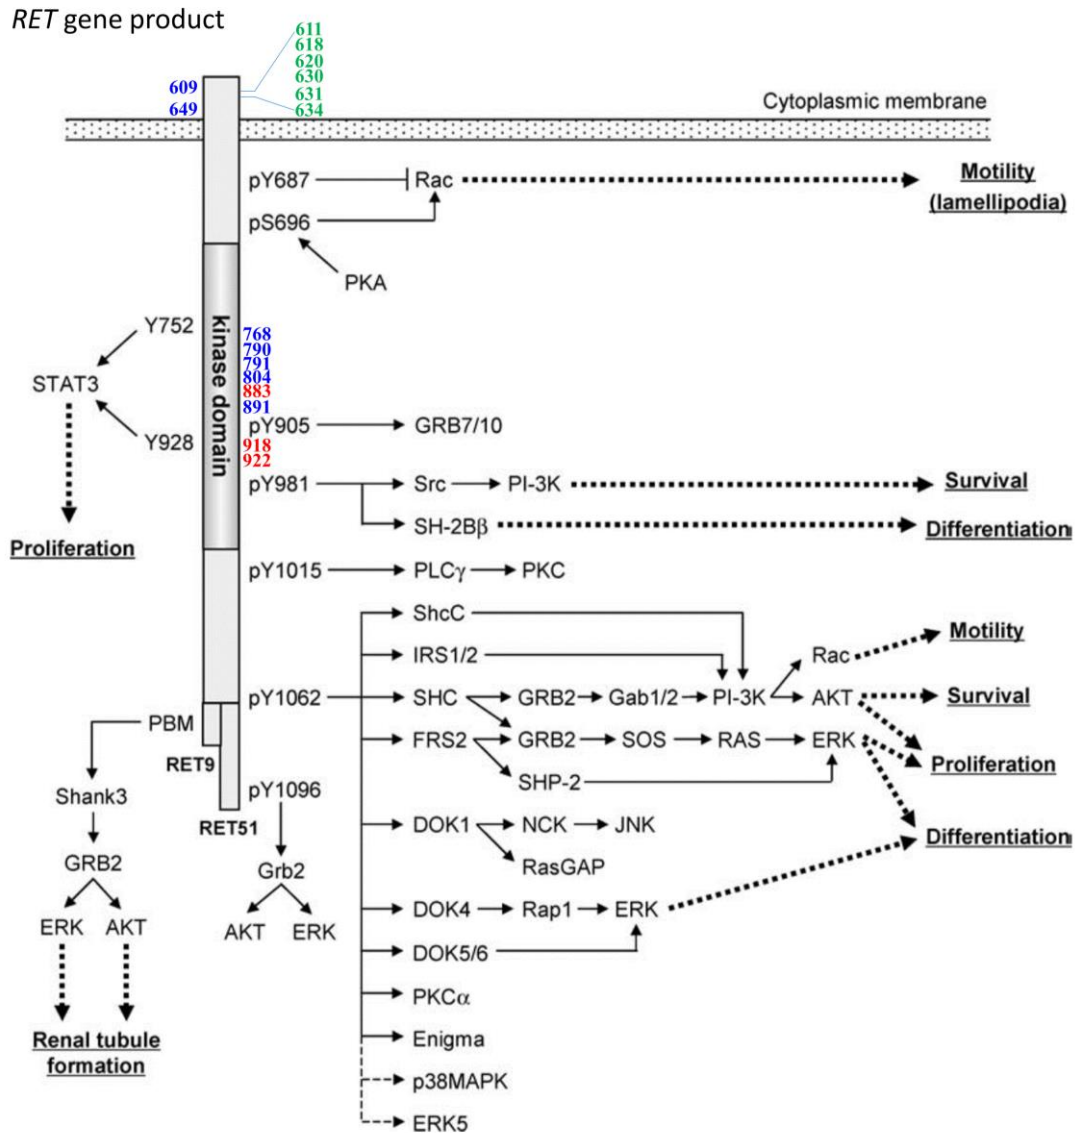 RET gene product
611
618
620
630
631
634
609
649
Cytoplasmic membrane
pY687
Rac
Motility
(lamellipodia)
pS696
PKA
Y752
kinase domain
768
790
791
804
883
891
STAT3
pY905
GRB7/10
Y928
918
922
pY981
Src
PI-3K
Survival
SH-2Bβ
Differentiation
Proliferation
pY1015
PLCγ
PKC
ShcC
Motility
IRS1/2
Rac
pY1062
SHC
GRB2
Gab1/2
PI-3K
AKT
Survival
PBM
FRS2
GRB2
SOS
RAS
ERK
Proliferation
RET9
SHP-2
pY1096
Shank3
RET51
DOK1
NCK
JNK
Differentiation
GRB2
Grb2
RasGAP
ERK
AKT
AKT
ERK
DOK4
Rap1
ERK
DOK5/6
PKCα
Renal tubule
formation
Enigma
p38MAPK
ERK5